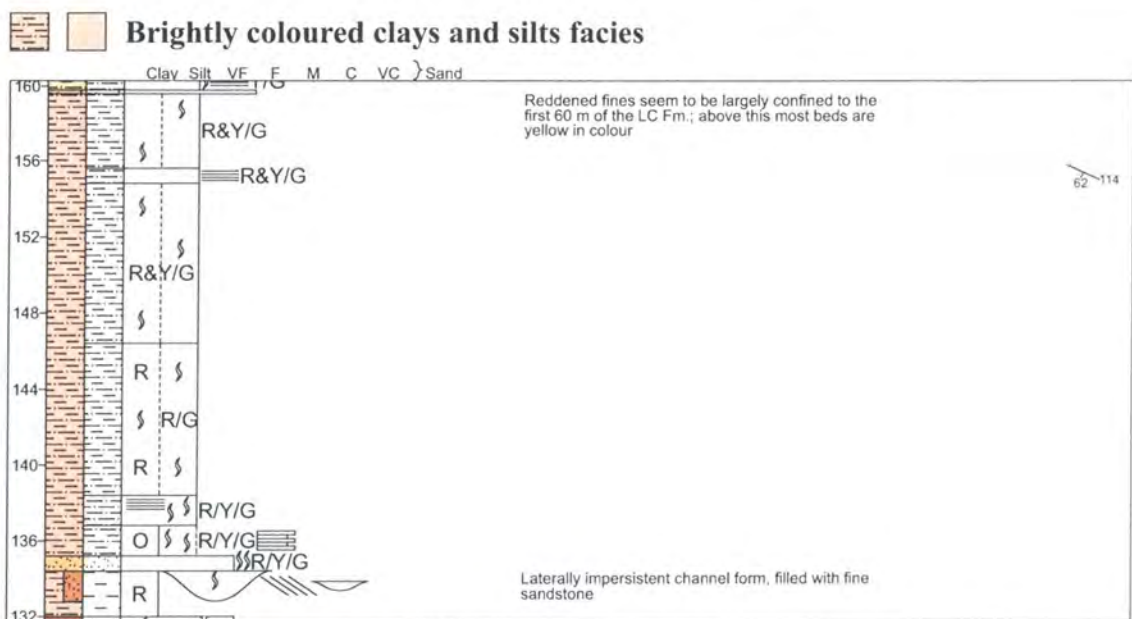 Brightly coloured clays and silts facies
Clay Silt VF F M C VC }Sand
160
/G
Reddened fines seem to be largely confined to the
first 60 m of the LC Fm.; above this most beds are
yellow in colour
R&Y/G
156
R&Y/G
62 114
152
R&Y/G
148
R
144
R/G
140
R
R/Y/G
136
O
R/Y/G
R/Y/G
Laterally impersistent channel form, filled with fine
sandstone
R
132